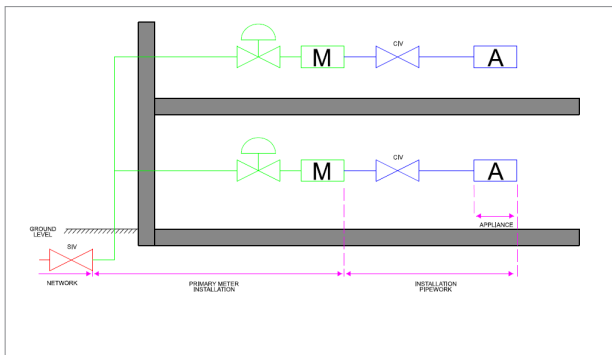 CIV
M
A
CIV
M
A
APPLIANCE
GROUND
LEVEL
SIV
NETWORK
PRIMARY METER
INSTALLATION
INSTALLATION
PIPEWORK